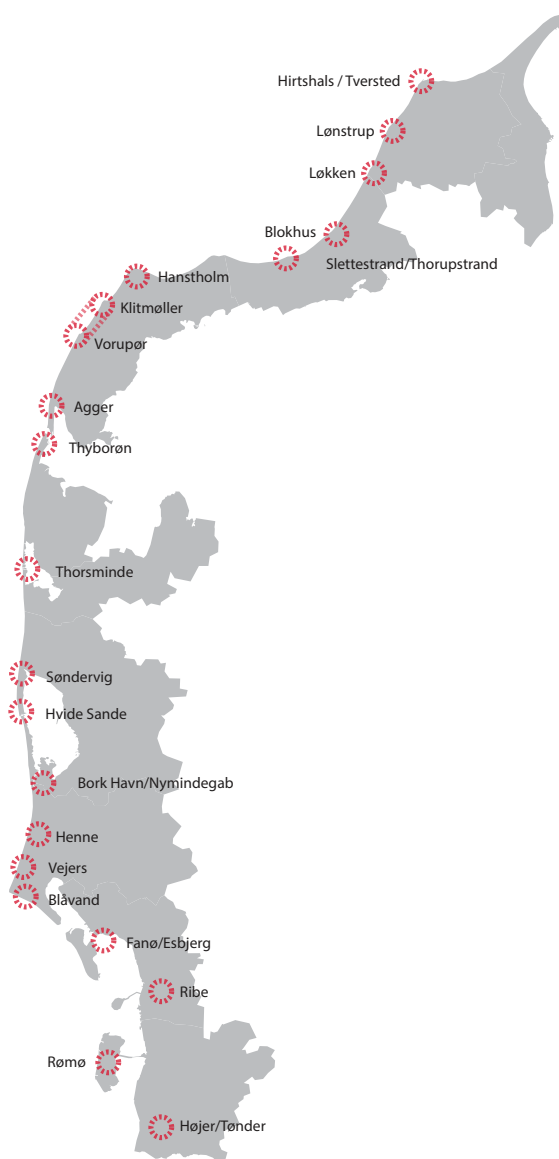 Hirtshals / Tversted
Lønstrup
Løkken
Blokhus
Slettestrand/Thorupstrand
Hanstholm
Klitmøller
Vorupør
Agger
Thyborøn
Thorsminde
Søndervig
Hvide Sande
Bork Havn/Nymindegab
Henne
Vejers
Blåvand
Fanø/Esbjerg
Ribe
Rømø
Højer/Tønder